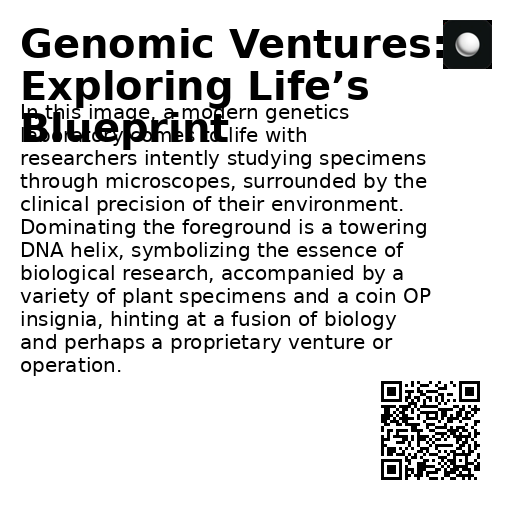 Genomic Ventures:
Exploring Life’s
Blueprint
In this image, a modern genetics
laboratory comes to life with
researchers intently studying specimens
through microscopes, surrounded by the
clinical precision of their environment.
Dominating the foreground is a towering
DNA helix, symbolizing the essence of
biological research, accompanied by a
variety of plant specimens and a coin OP
insignia, hinting at a fusion of biology
and perhaps a proprietary venture or
operation.